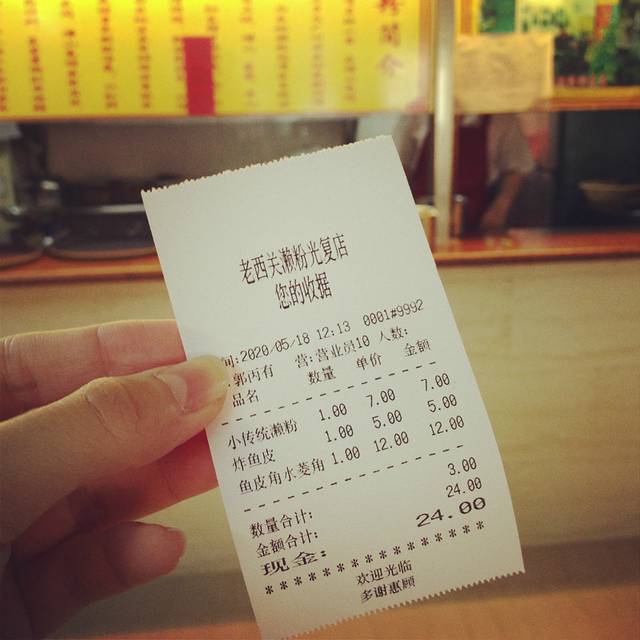 老西关濑粉光复店
您的收据
间:2020/05/18 12:13 0001#9992
郭丙有 营:营业员10 人数:
品名 数量 单价 金额
小传统濑粉 1.00 7.00 7.00
炸鱼皮 1.00 5.00 5.00
鱼皮角水菱角 1.00 12.00 12.00
数量合计: 3.00
金额合计: 24.00
现金: 24.00
****************
欢迎光临
多谢惠顾